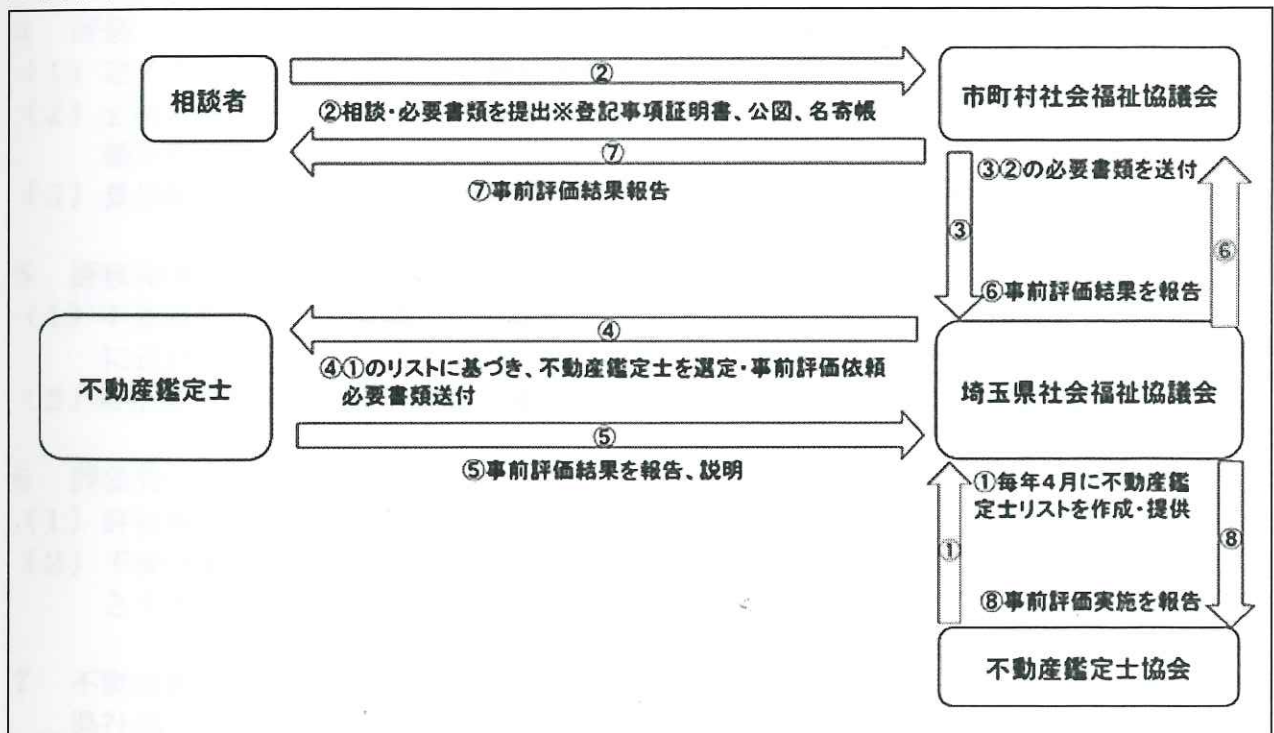 相談者
②
市町村社会福祉協議会
②相談・必要書類を提出※登記事項証明書、公図、名寄帳
⑦
⑦事前評価結果報告
③②の必要書類を送付
③
⑥
⑥事前評価結果を報告
不動産鑑定士
④
④①のリストに基づき、不動産鑑定士を選定・事前評価依頼
必要書類送付
埼玉県社会福祉協議会
⑤
⑤事前評価結果を報告、説明
①毎年4月に不動産鑑
定士リストを作成・提供
①
⑧
⑧事前評価実施を報告
不動産鑑定士協会